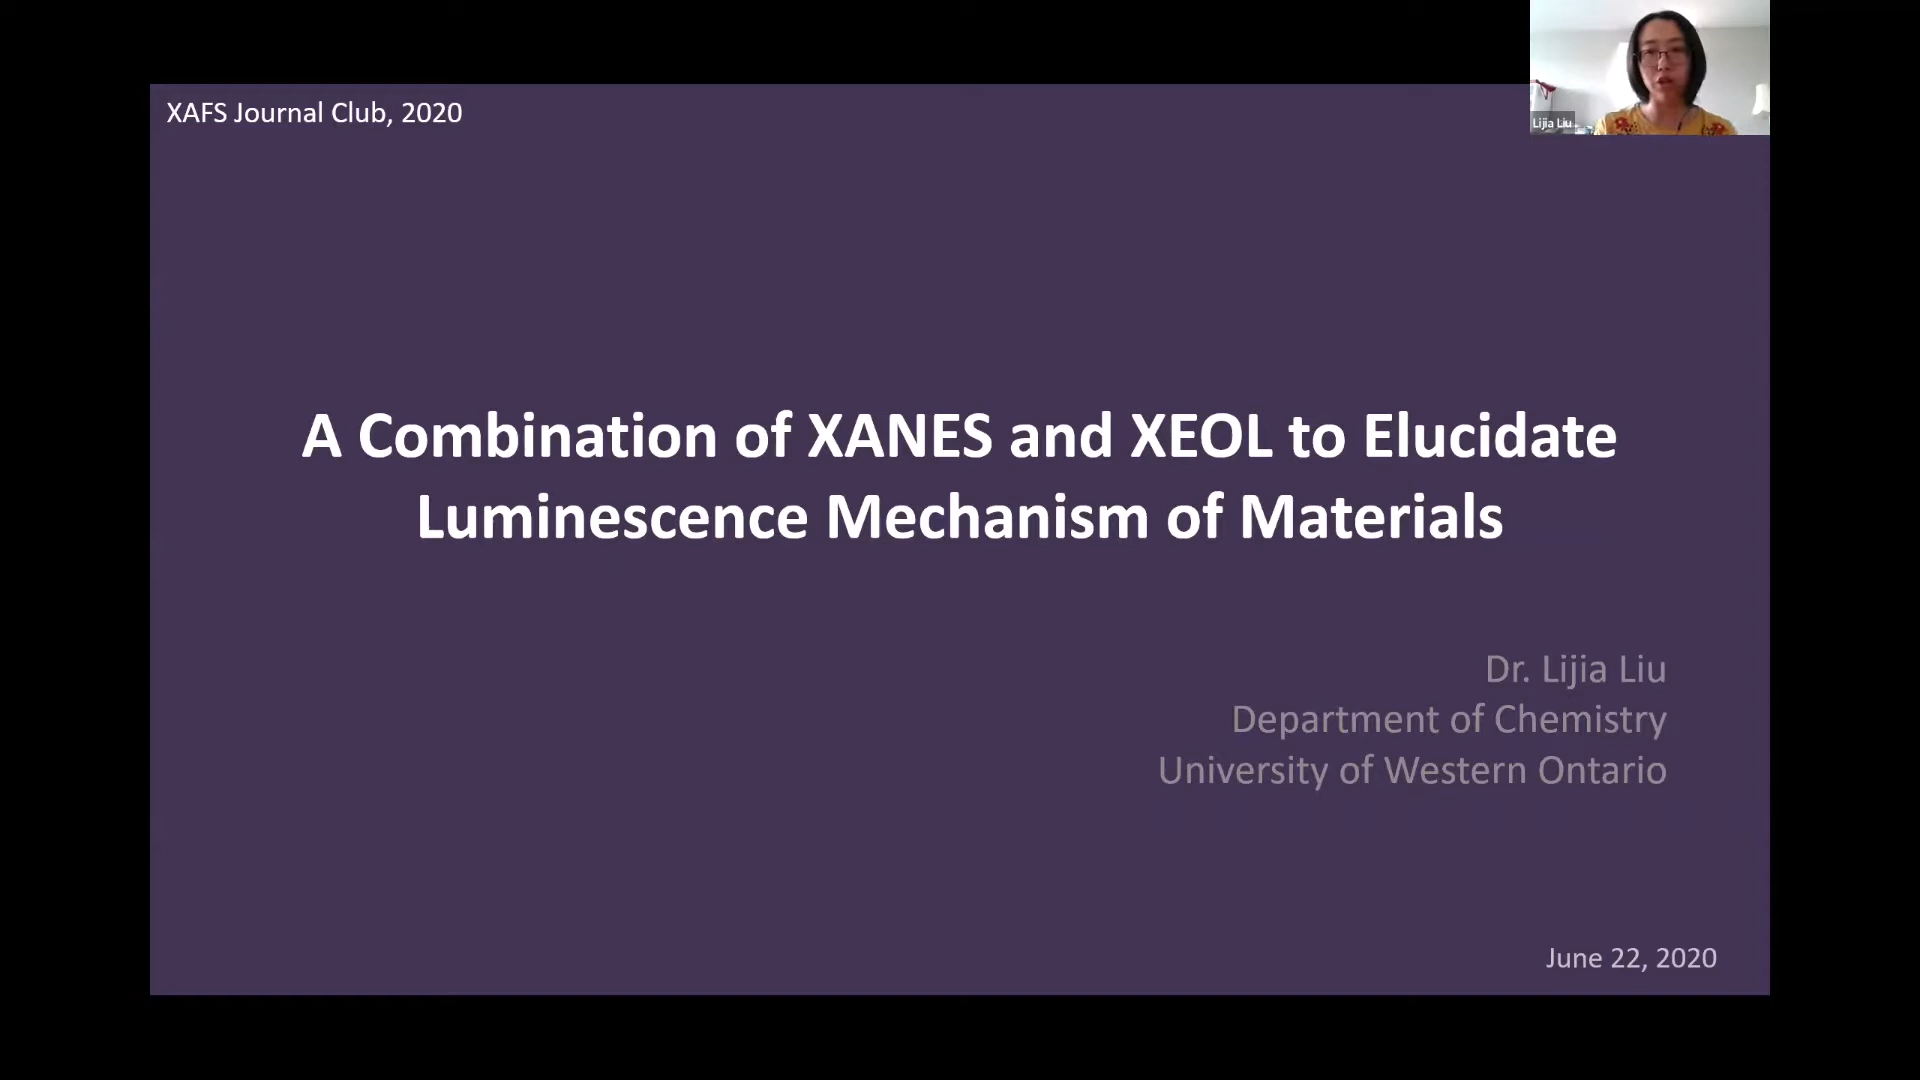 XAFS Journal Club, 2020
Lijia Liu
A Combination of XANES and XEOL to Elucidate
Luminescence Mechanism of Materials
Dr. Lijia Liu
Department of Chemistry
University of Western Ontario
June 22, 2020